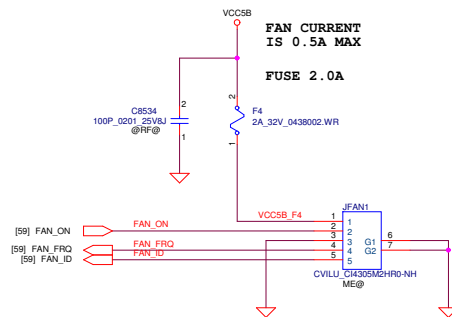 VCC5B
FAN CURRENT
IS 0.5A MAX
FUSE 2.0A
2
C8534
100P_0201_25V8J
@RF@
1
2
F4
2A_32V_0438002.WR
1
JFAN1
VCC5B_F4
1
1
[59] FAN_ON
FAN_ON
2
2
3
3
G1
6
[59] FAN_FRQ
FAN_FRQ
4
4
G2
7
[59] FAN_ID
FAN_ID
5
5
CVILU_CI4305M2HR0-NH
ME@